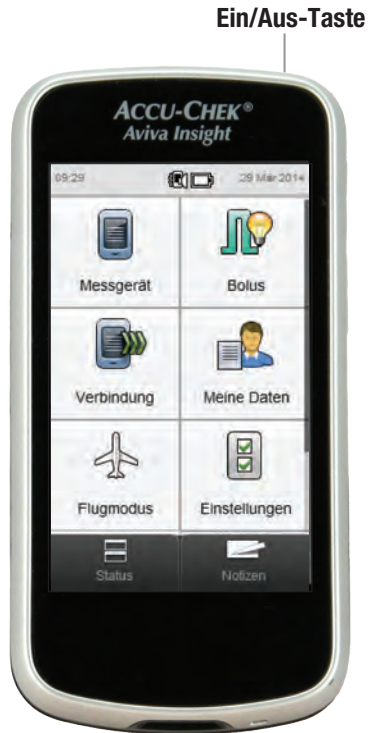 Ein/Aus-Taste
ACCU-CHEK®
Aviva Insight
09:29 29 Mär 2014
Messgerät Bolus
Verbindung Meine Daten
Flugmodus Einstellungen
Status Notizen